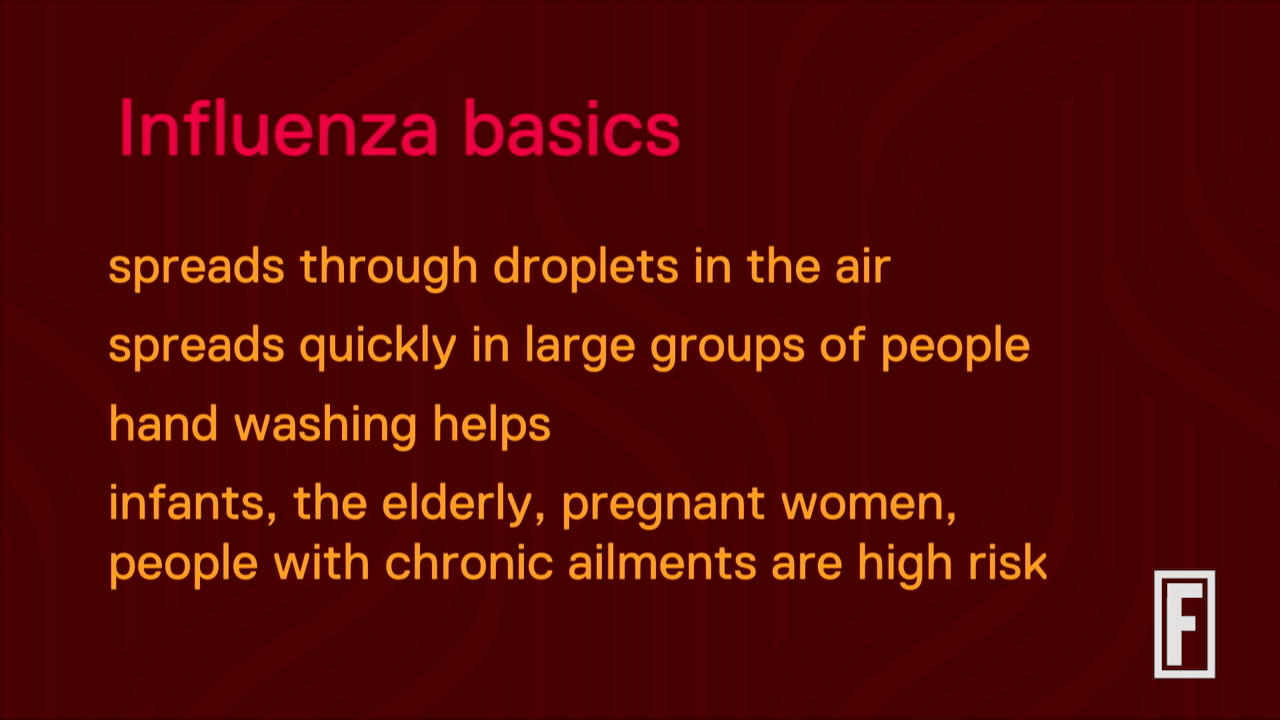 Influenza basics
spreads through droplets in the air
spreads quickly in large groups of people
hand washing helps
infants, the elderly, pregnant women,
people with chronic ailments are high risk
F